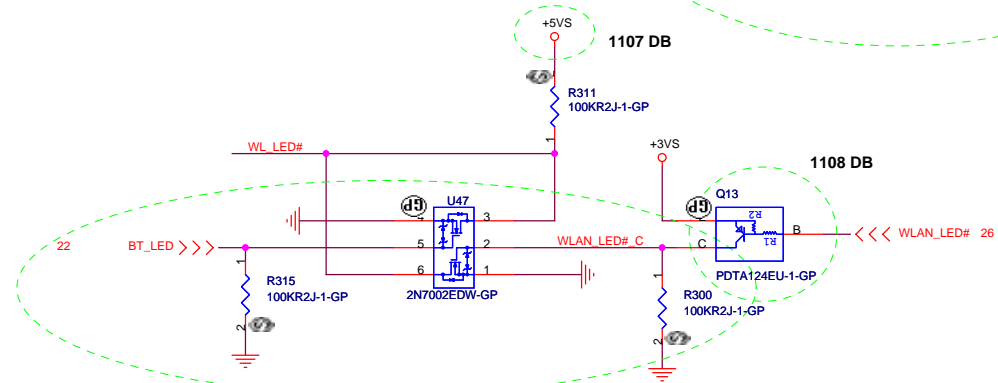 +5VS
1107 DB
R311
100KR2J-1-GP
1
WL_LED#
+3VS
1108 DB
Q13
GP
U47
GP
4
3
R2
R1
B
WLAN_LED# 26
22
BT_LED
5
2
WLAN_LED#_C
C
6
1
PDTA124EU-1-GP
2N7002EDW-GP
1
R315
100KR2J-1-GP
2
S
1
R300
100KR2J-1-GP
2
S